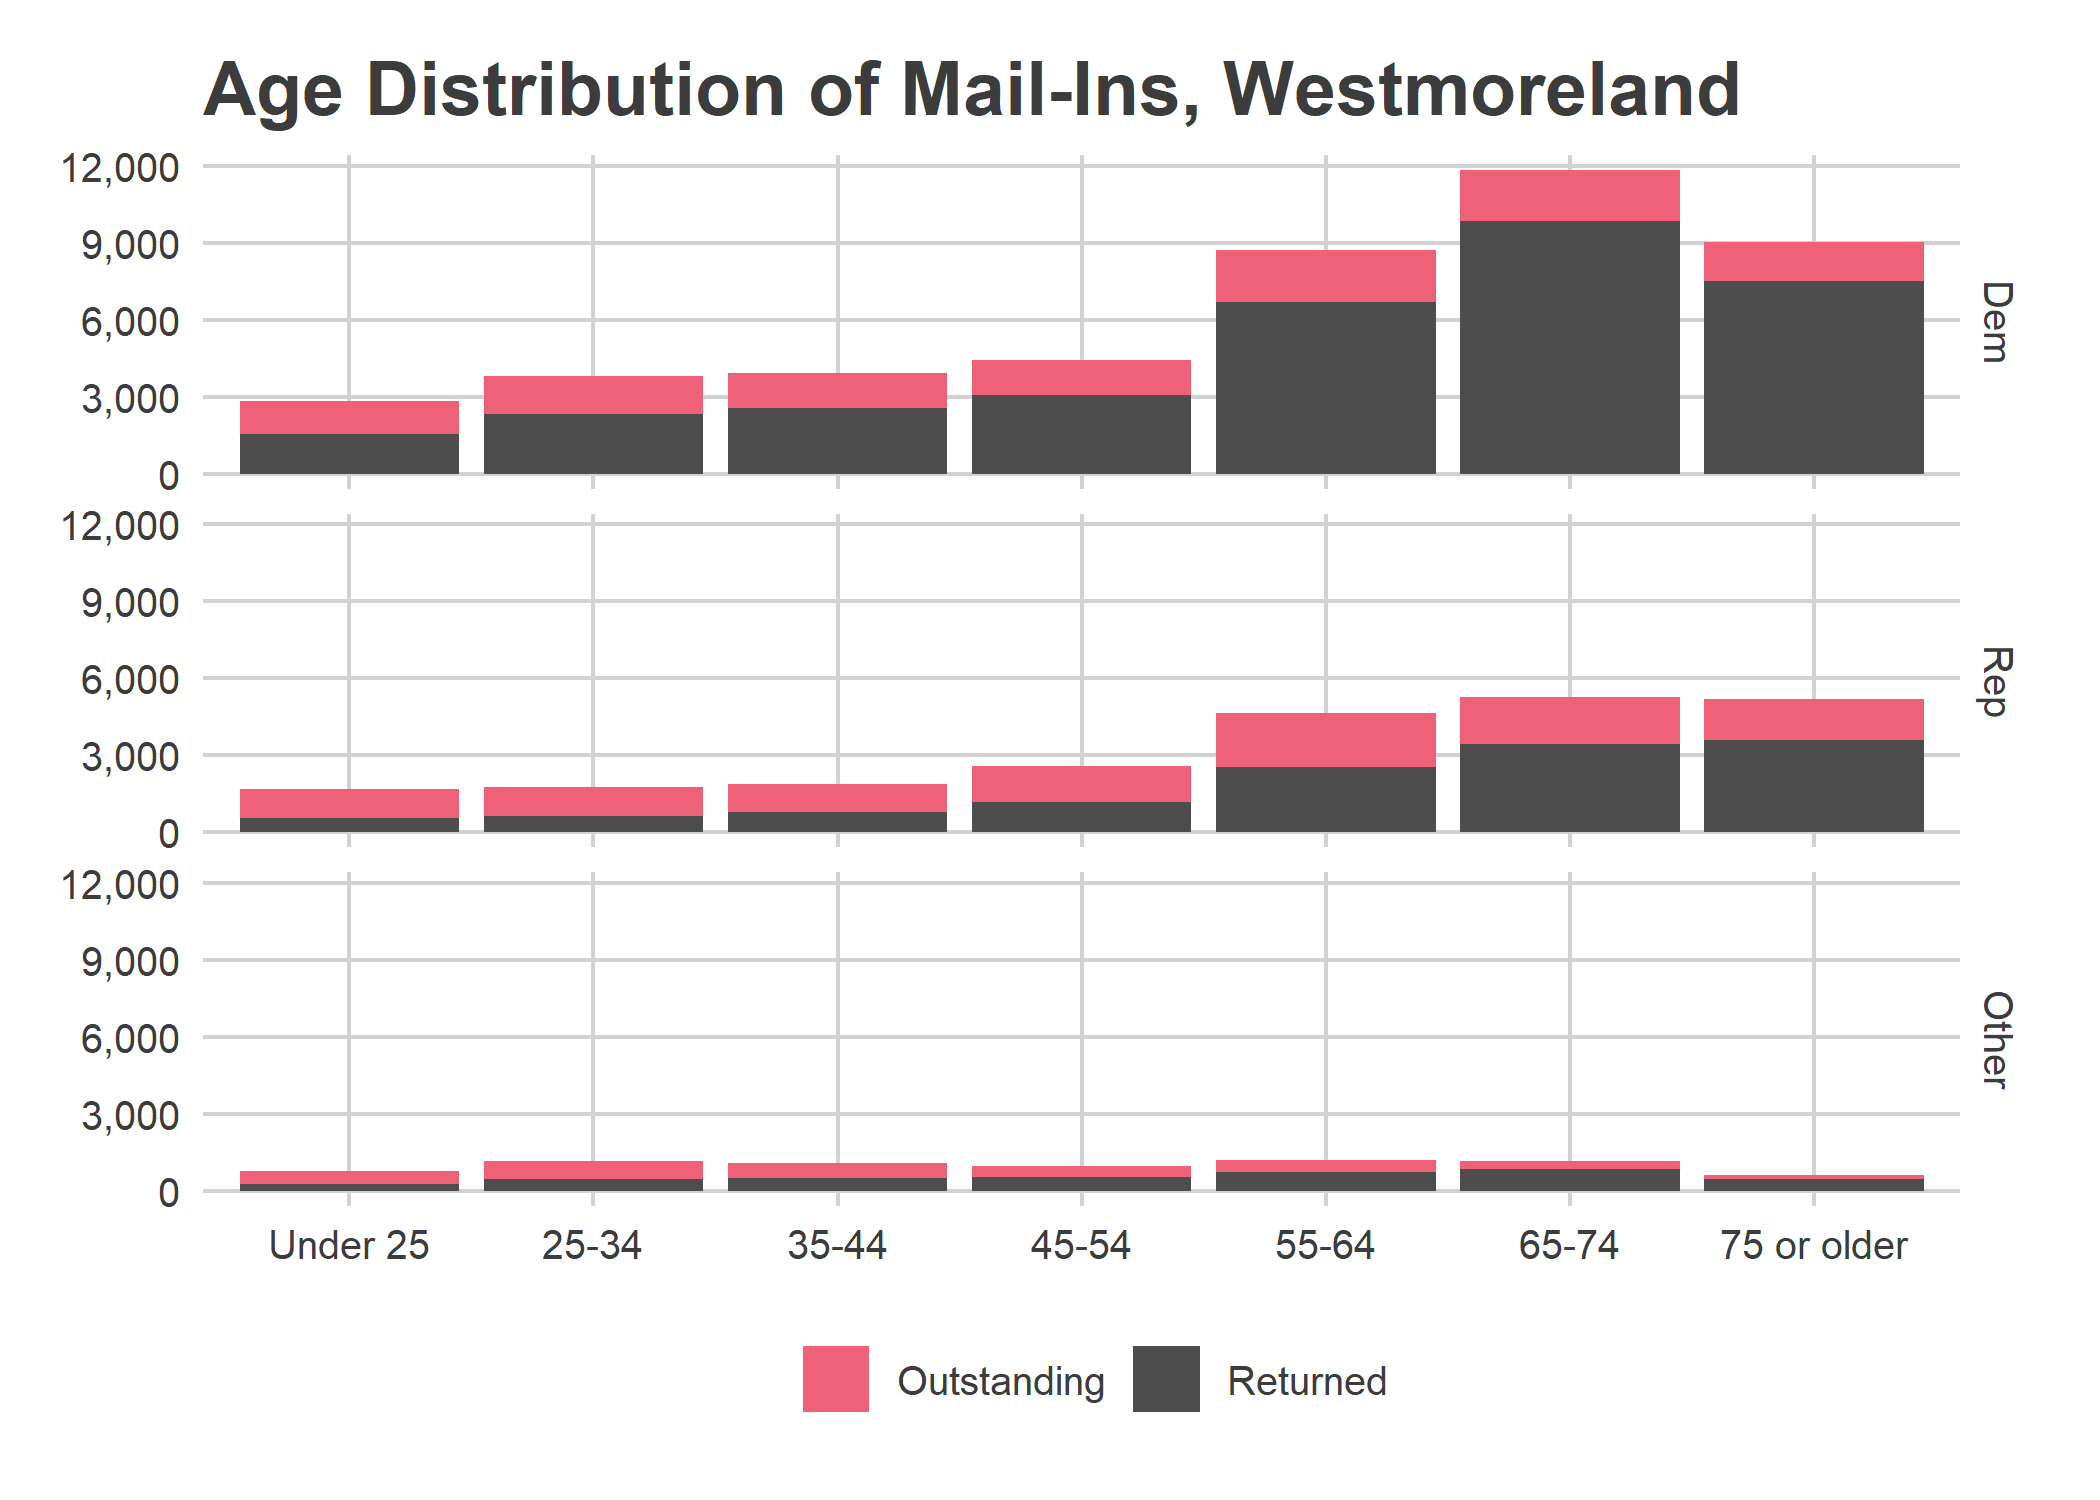 Age Distribution of Mail-Ins, Westmoreland
12,000
9,000
6,000
3,000
0
Dem
12,000
9,000
6,000
3,000
0
Rep
12,000
9,000
6,000
3,000
0
Other
Under 25 25-34 35-44 45-54 55-64 65-74 75 or older
Outstanding Returned